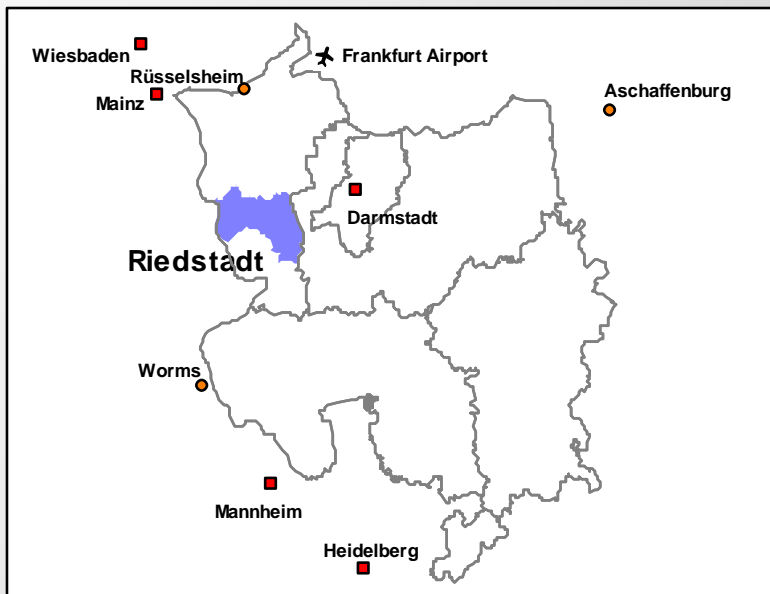 Wiesbaden
Frankfurt Airport
Rüsselsheim
Aschaffenburg
Mainz
Darmstadt
Riedstadt
Worms
Mannheim
Heidelberg